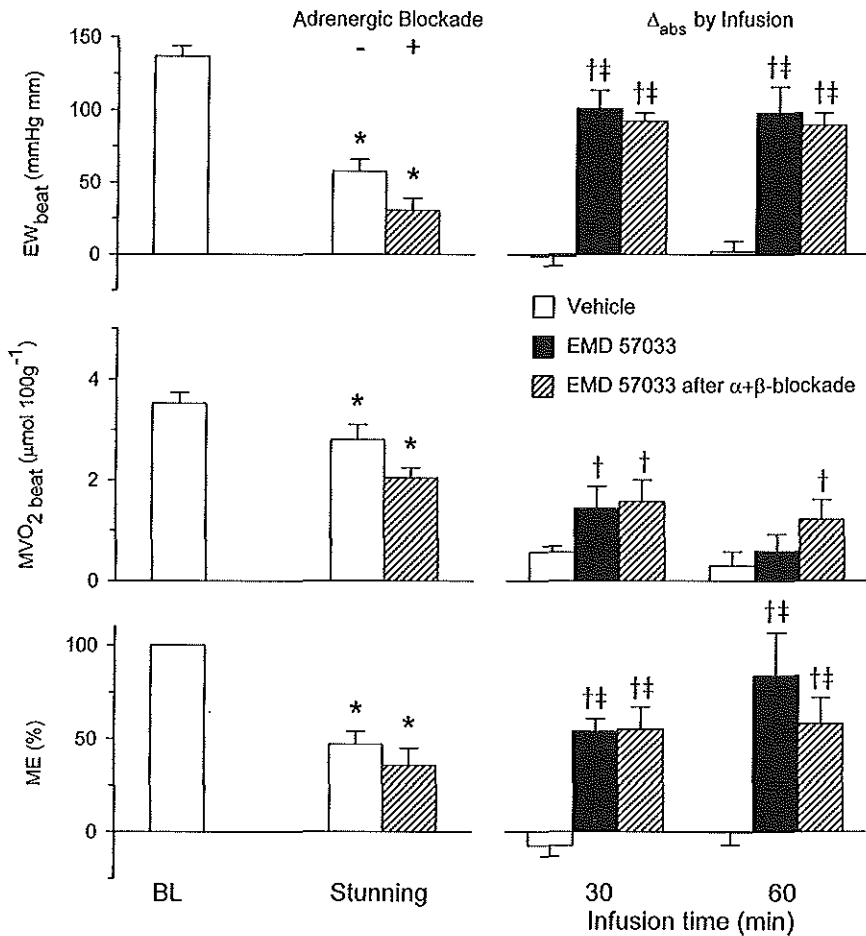 Adrenergic Blockade
Δabs by Infusion
- +
EWbeat (mmHg mm)
150
100
50
0
* *
†‡ †‡ †‡ †‡
Vehicle
EMD 57033
EMD 57033 after α+β-blockade
MVO2 beat (μmol 100g-1)
4
2
0
* *
† † †
ME (%)
100
50
0
* *
†‡ †‡ †‡ †‡
BL Stunning 30 60
Infusion time (min)